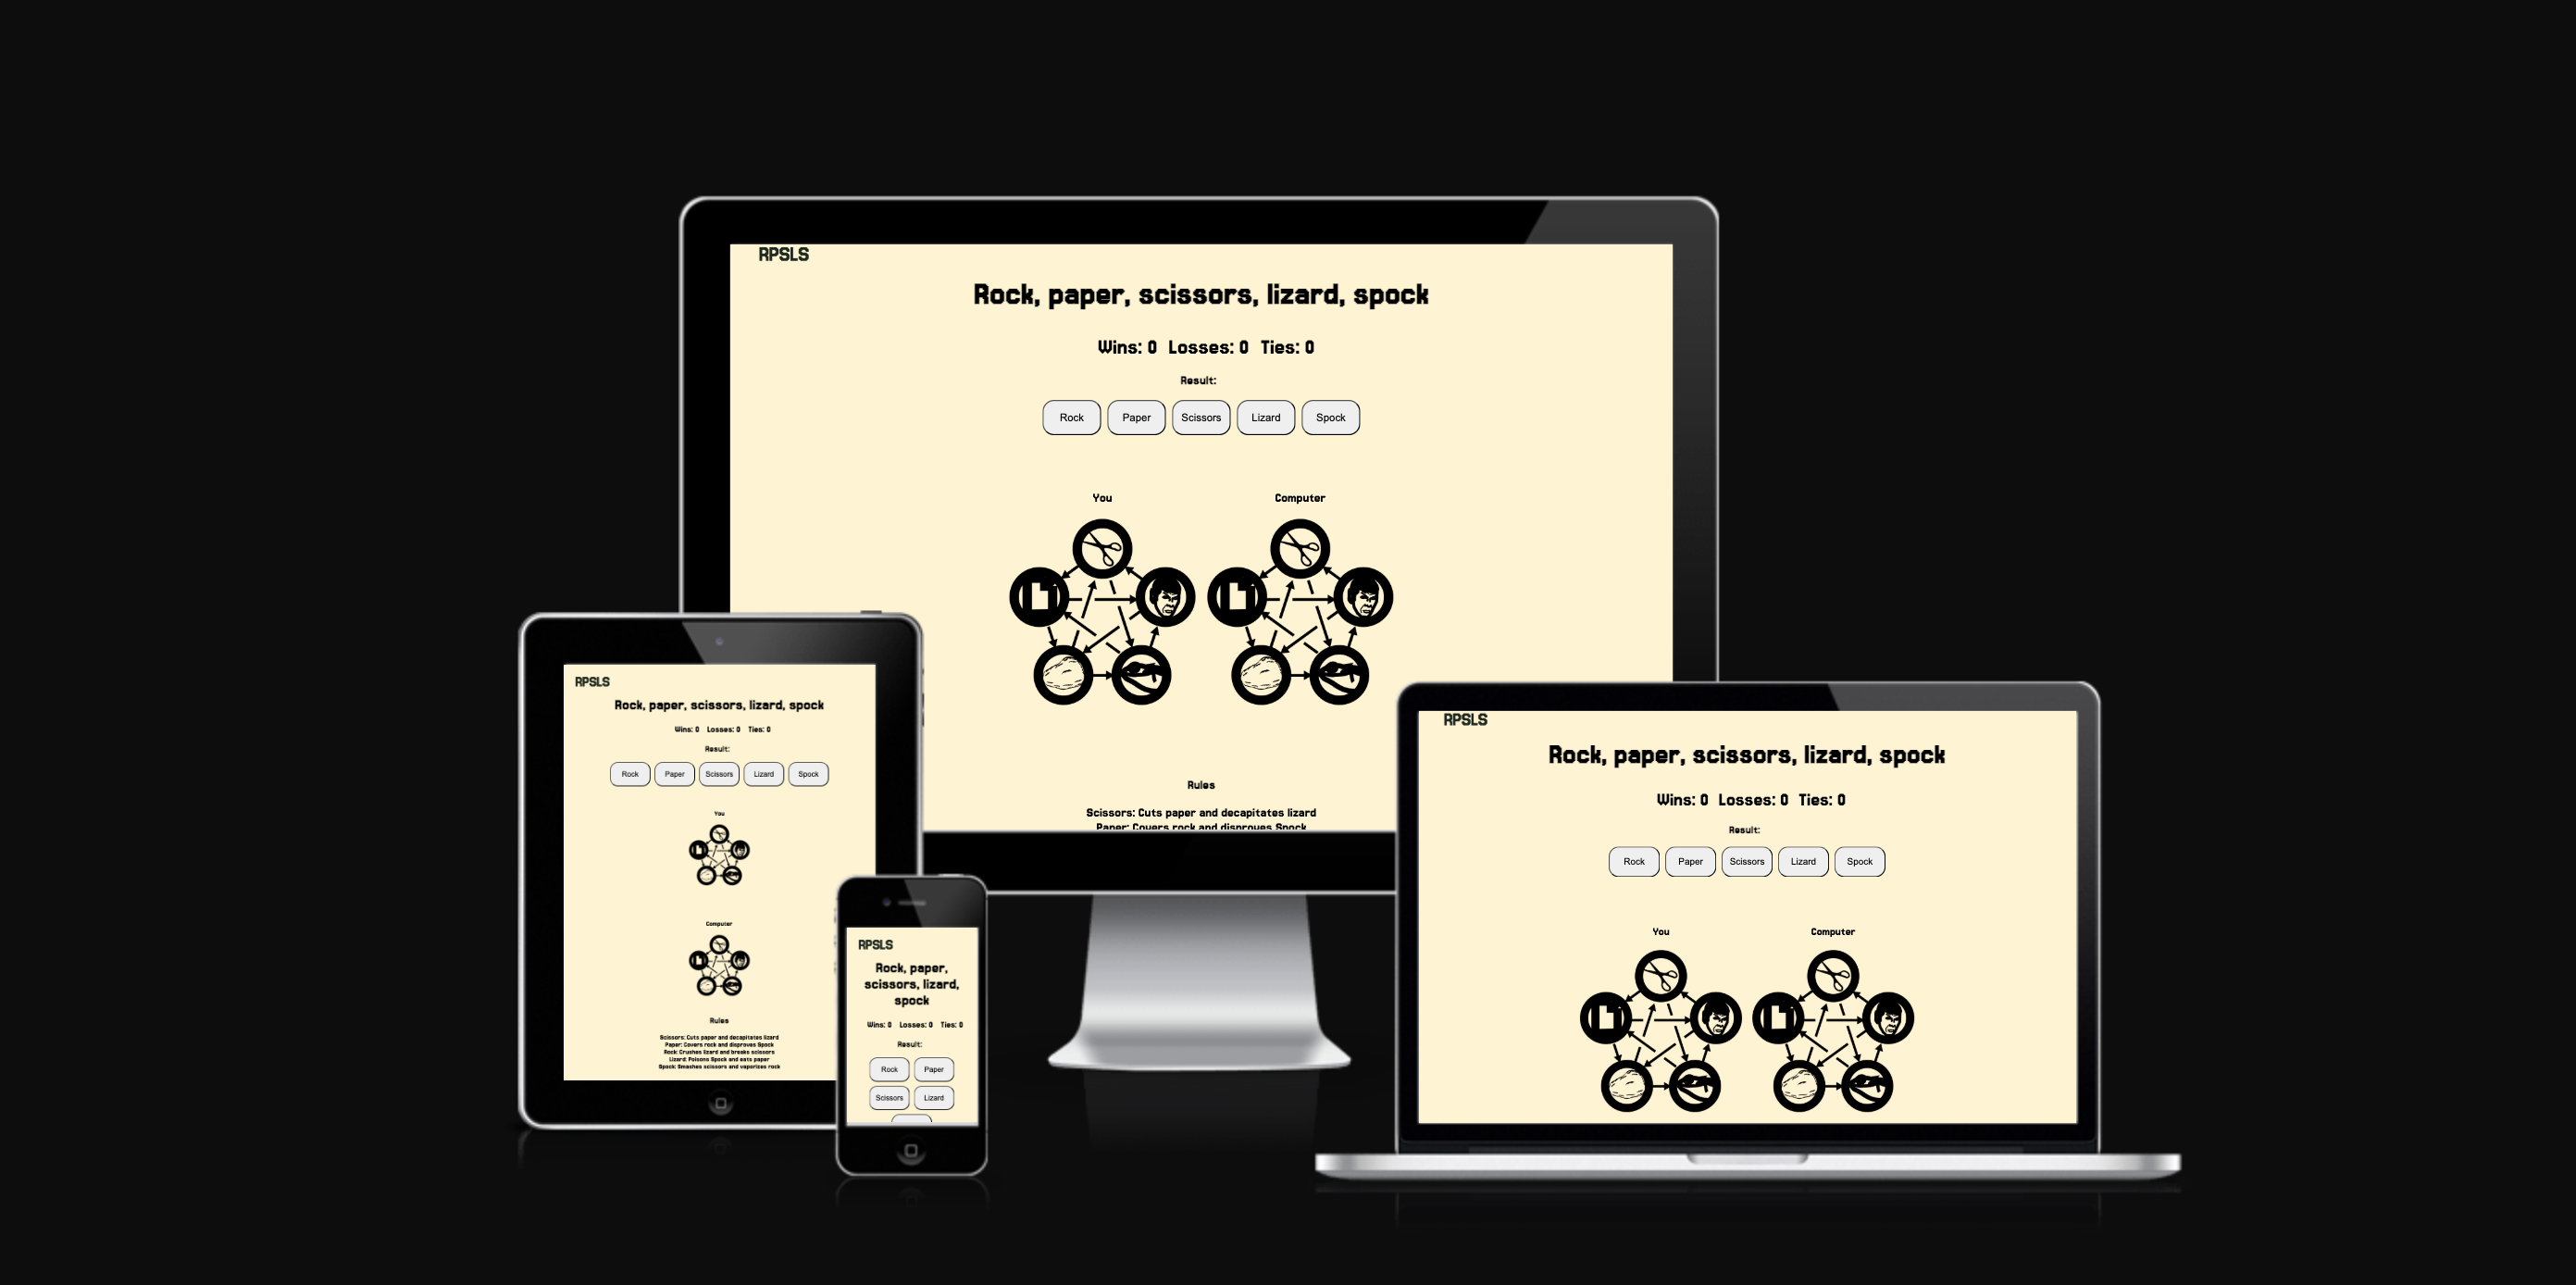 RPSLS
Rock, paper, scissors, lizard, spock
Wins: 0 Losses: 0 Ties: 0
Result:
Rock Paper Scissors Lizard Spock
You Computer
Rules
Scissors: Cuts paper and decapitates lizard
Paper: Covers rock and disproves Spock
RPSLS
Rock, paper, scissors, lizard, spock
Wins: 0 Losses: 0 Ties: 0
Result:
Rock Paper Scissors Lizard Spock
You
Computer
Rules
Scissors: Cuts paper and decapitates lizard
Paper: Covers rock and disproves Spock
Rock: Crushes lizard and breaks scissors
Lizard: Poisons Spock and eats paper
Spock: Smashes scissors and vaporizes rock
RPSLS
Rock, paper,
scissors, lizard,
spock
Wins: 0 Losses: 0 Ties: 0
Result:
Rock Paper
Scissors Lizard
RPSLS
Rock, paper, scissors, lizard, spock
Wins: 0 Losses: 0 Ties: 0
Result:
Rock Paper Scissors Lizard Spock
You Computer